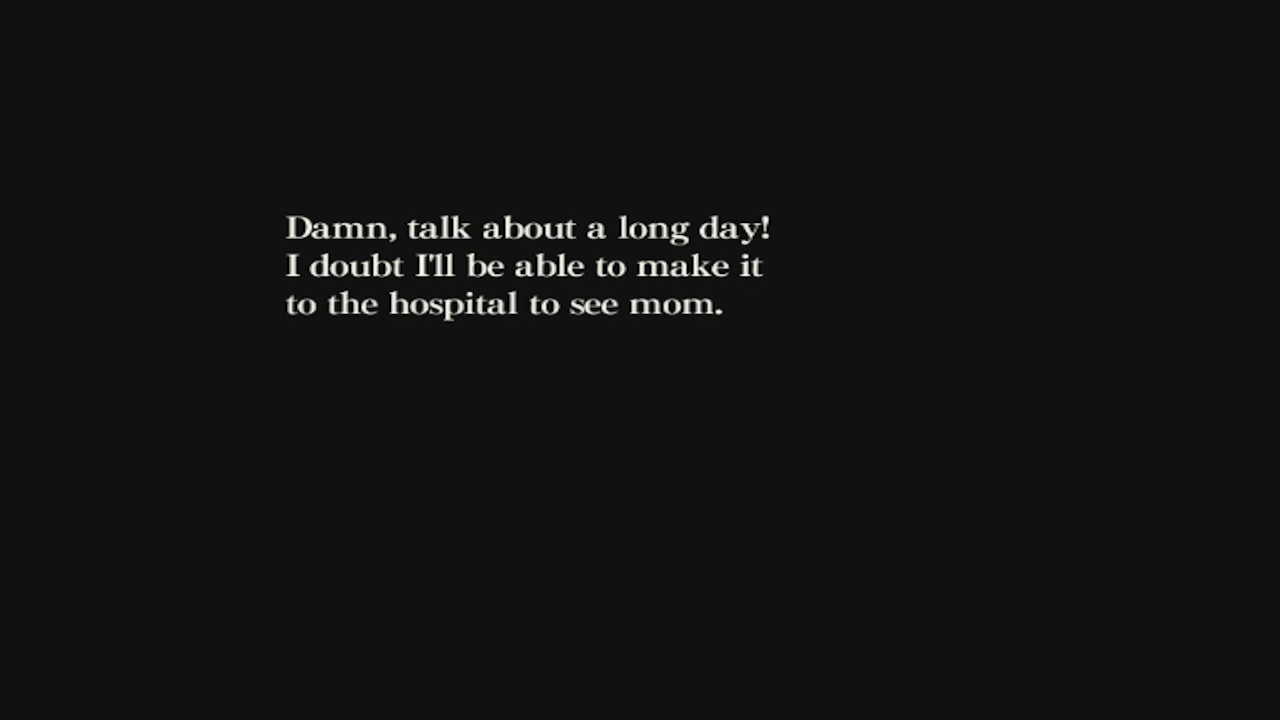 Damn, talk about a long day!
I doubt I'll be able to make it
to the hospital to see mom.